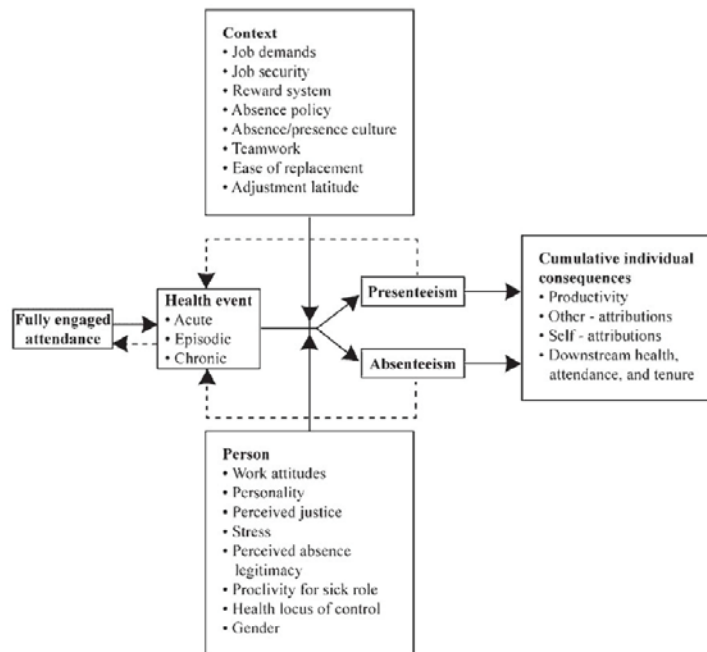 Context
• Job demands
• Job security
• Reward system
• Absence policy
• Absence/presence culture
• Teamwork
• Ease of replacement
• Adjustment latitude
Fully engaged
attendance
Health event
• Acute
• Episodic
• Chronic
Presenteeism
Absenteeism
Cumulative individual
consequences
• Productivity
• Other - attributions
• Self - attributions
• Downstream health,
attendance, and tenure
Person
• Work attitudes
• Personality
• Perceived justice
• Stress
• Perceived absence
legitimacy
• Proclivity for sick role
• Health locus of control
• Gender